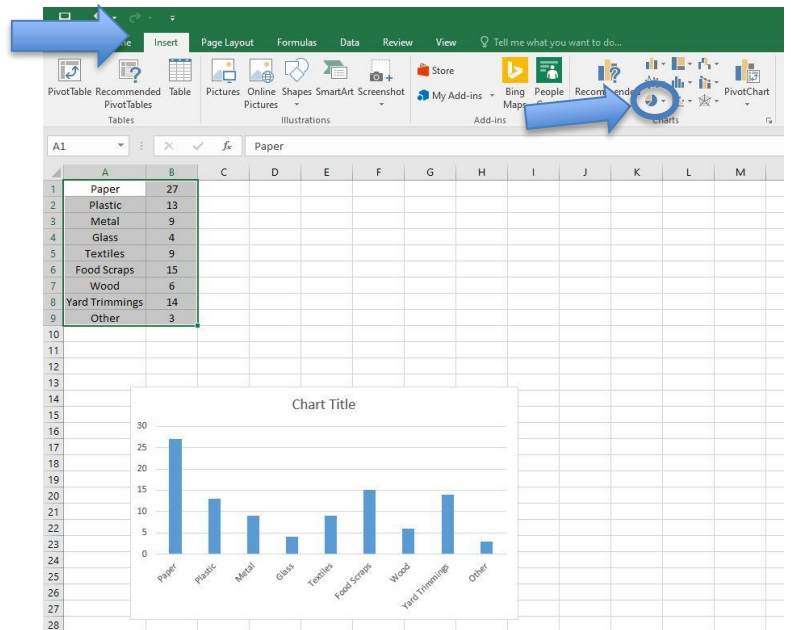 Insert Page Layout Formulas Data Review View Tell me what you want to do...
PivotTable Recommended PivotTables Table Pictures Online Pictures Shapes SmartArt Screenshot Store My Add-ins Bing Maps People PivotChart
Tables Illustrations Add-ins
A1 fx Paper
A B C D E F G H I J K L M
1 Paper 27
2 Plastic 13
3 Metal 9
4 Glass 4
5 Textiles 9
6 Food Scraps 15
7 Wood 6
8 Yard Trimmings 14
9 Other 3
10
11
12
13
14
15
16
17
18
19
20
21
22
23
24
25
26
27
28
Chart Title
30
25
20
15
10
5
0
Paper Plastic Metal Glass Textiles Food Scraps Wood Yard Trimmings Other